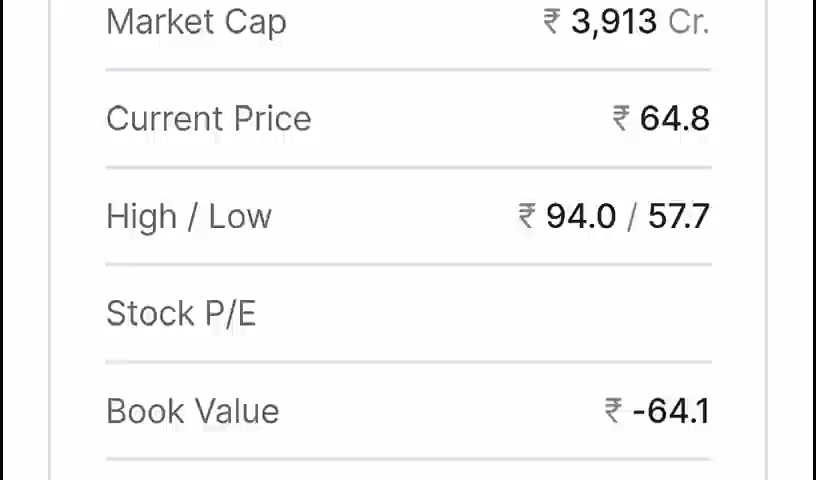 Market Cap ₹ 3,913 Cr.
Current Price ₹ 64.8
High / Low ₹ 94.0 / 57.7
Stock P/E
Book Value ₹ -64.1